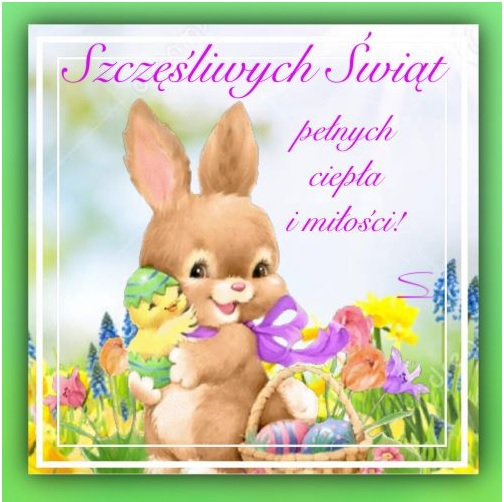 Szczęśliwych Świąt
pełnych
ciepła
i miłości!
S